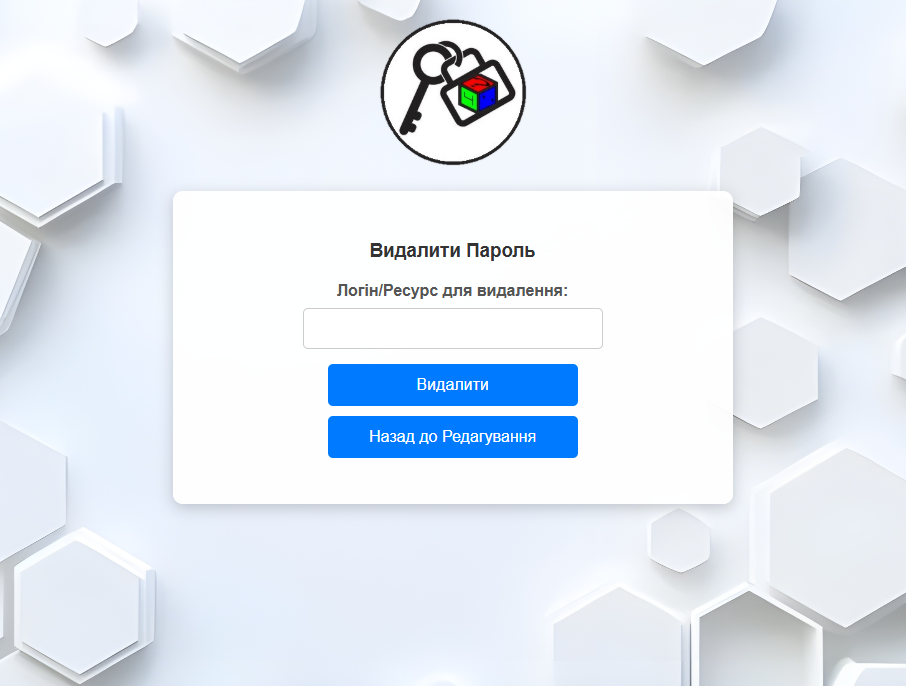 Видалити Пароль
Логін/Ресурс для видалення:
Видалити
Назад до Редагування